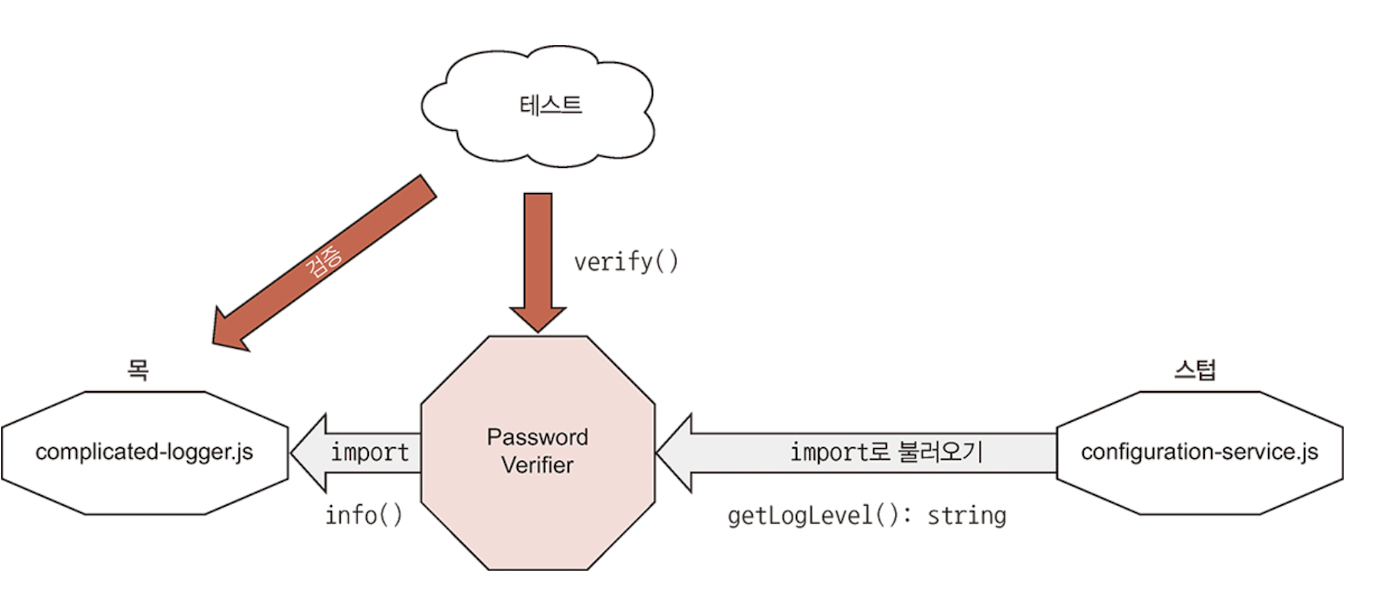 테스트
검증
verify()
목
스텁
complicated-logger.js
import
Password
Verifier
import로 불러오기
configuration-service.js
info()
getLogLevel(): string